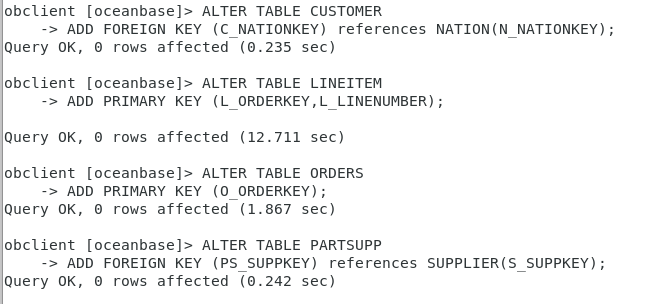 obclient [oceanbase]> ALTER TABLE CUSTOMER
    -> ADD FOREIGN KEY (C_NATIONKEY) references NATION(N_NATIONKEY);
Query OK, 0 rows affected (0.235 sec)

obclient [oceanbase]> ALTER TABLE LINEITEM
    -> ADD PRIMARY KEY (L_ORDERKEY,L_LINENUMBER);

Query OK, 0 rows affected (12.711 sec)

obclient [oceanbase]> ALTER TABLE ORDERS
    -> ADD PRIMARY KEY (O_ORDERKEY);
Query OK, 0 rows affected (1.867 sec)

obclient [oceanbase]> ALTER TABLE PARTSUPP
    -> ADD FOREIGN KEY (PS_SUPPKEY) references SUPPLIER(S_SUPPKEY);
Query OK, 0 rows affected (0.242 sec)